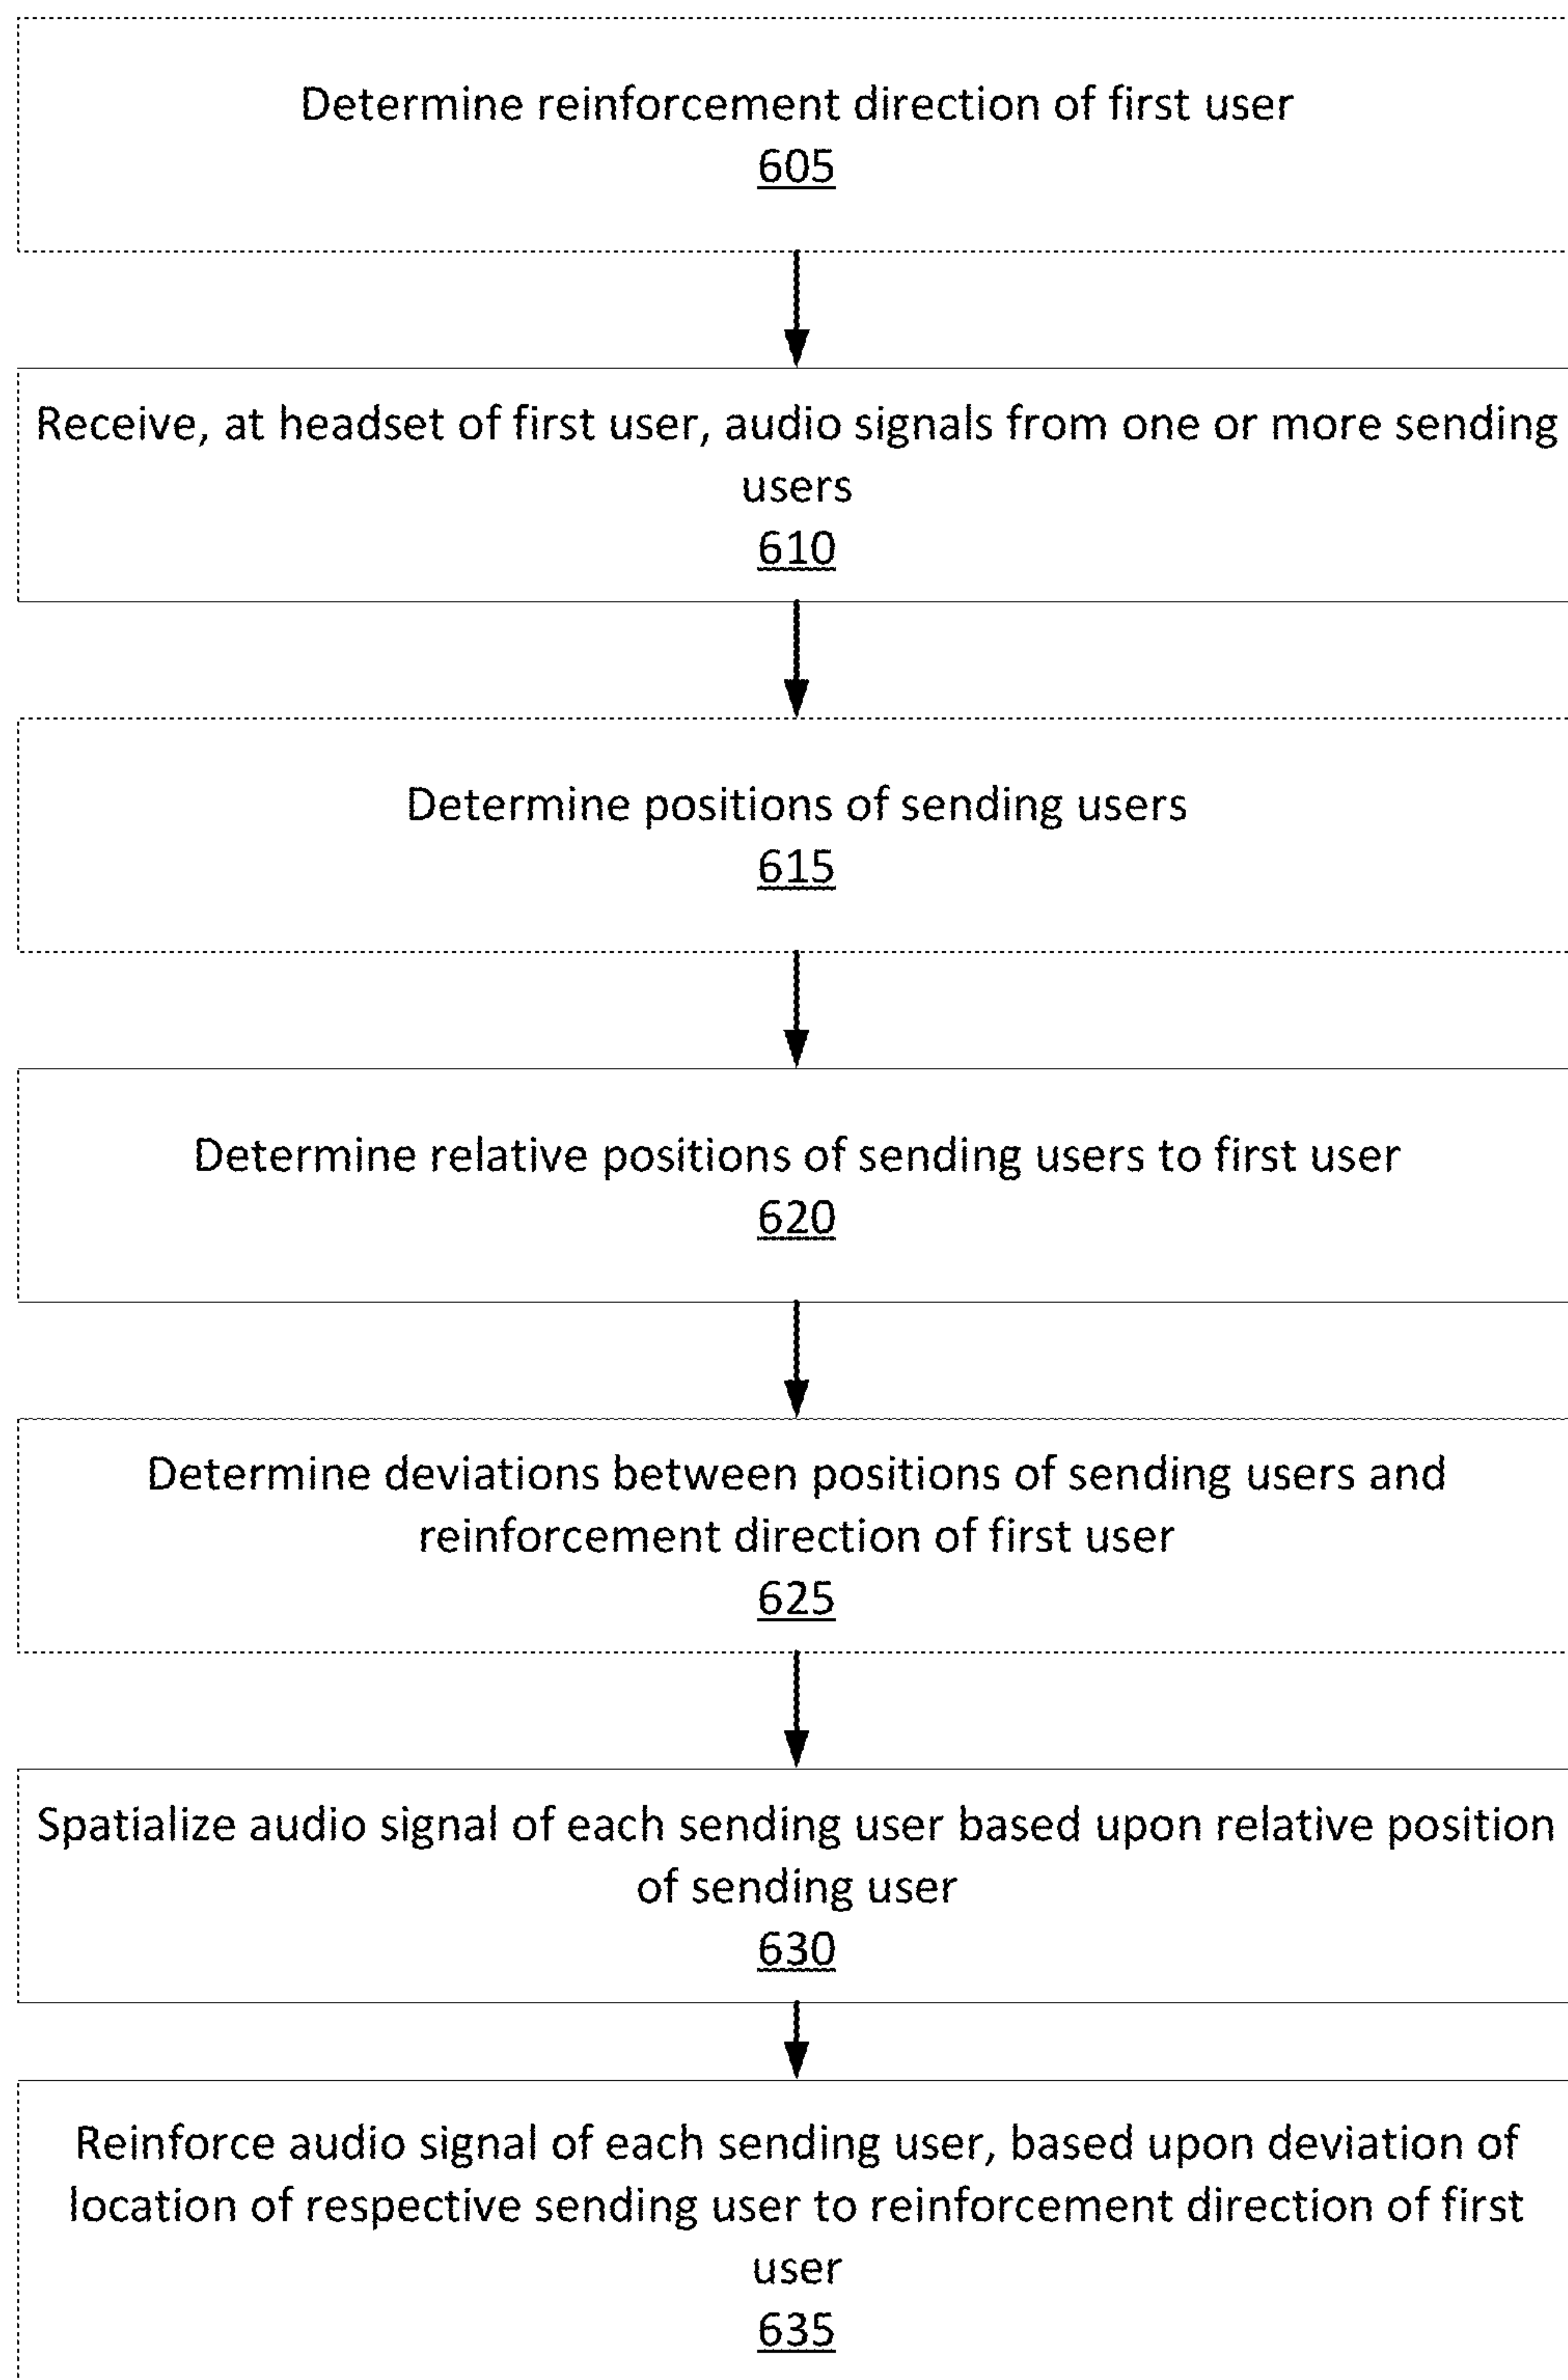 Determine reinforcement direction of first user
605
Receive, at headset of first user, audio signals from one or more sending
users
610
Determine positions of sending users
615
Determine relative positions of sending users to first user
620
Determine deviations between positions of sending users and
reinforcement direction of first user
625
Spatialize audio signal of each sending user based upon relative position
of sending user
630
Reinforce audio signal of each sending user, based upon deviation of
location of respective sending user to reinforcement direction of first
user
635